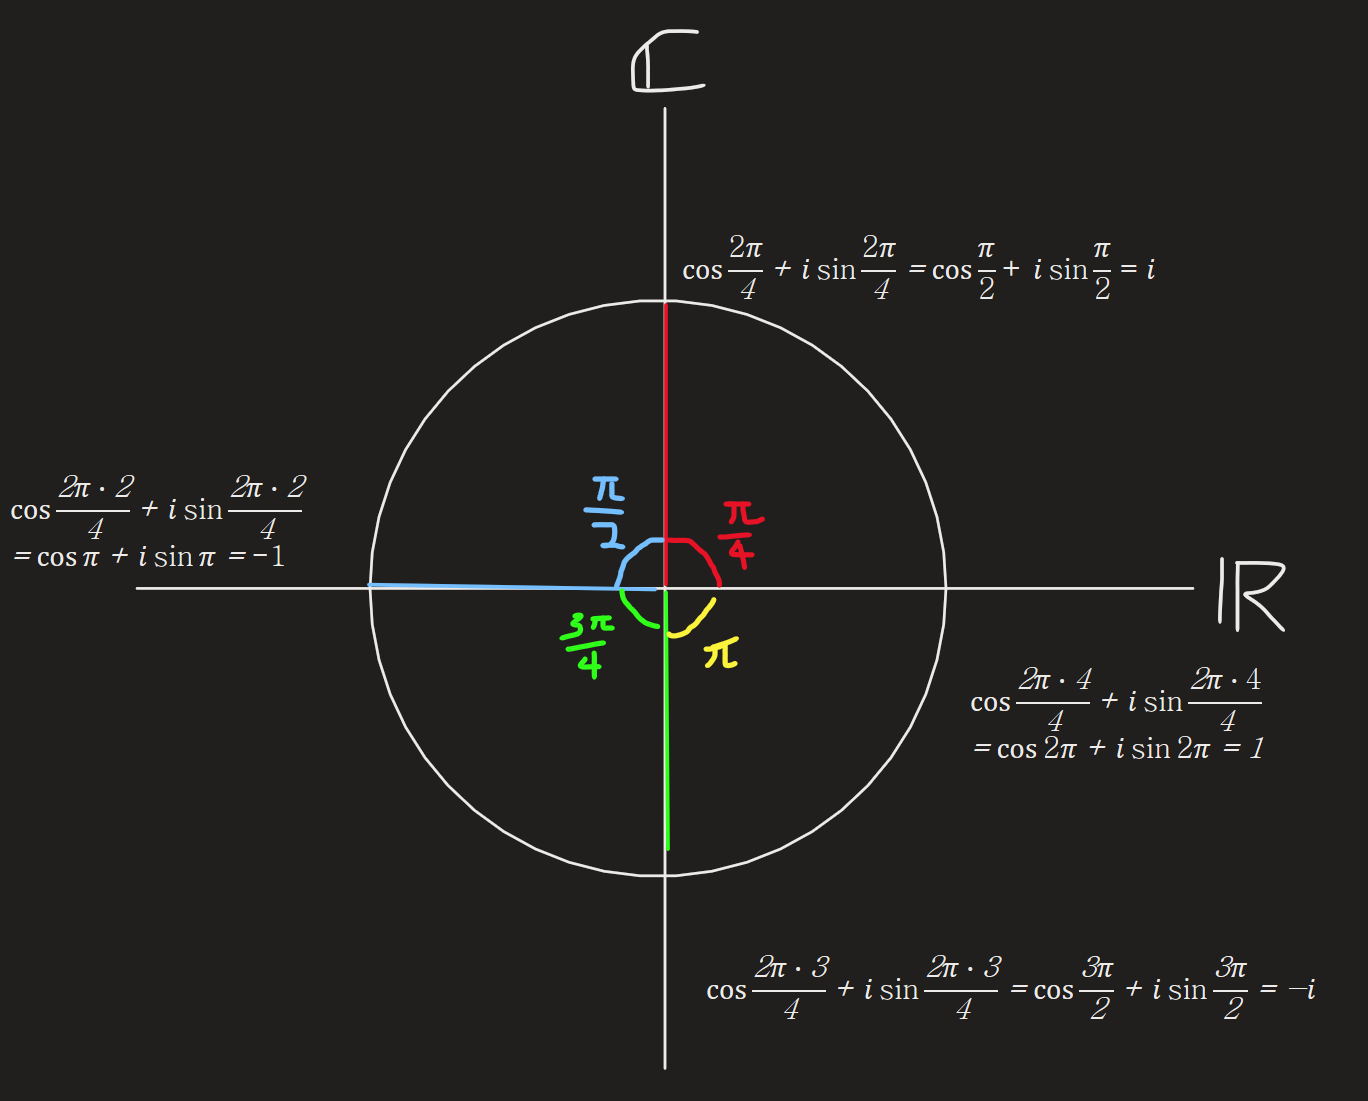 ℂ
cos 2π/4 + i sin 2π/4 = cos π/2 + i sin π/2 = i
cos 2π · 2/4 + i sin 2π · 2/4
= cos π + i sin π = −1
π/2
π/4
ℝ
3π/4
π
cos 2π · 4/4 + i sin 2π · 4/4
= cos 2π + i sin 2π = 1
cos 2π · 3/4 + i sin 2π · 3/4 = cos 3π/2 + i sin 3π/2 = −i